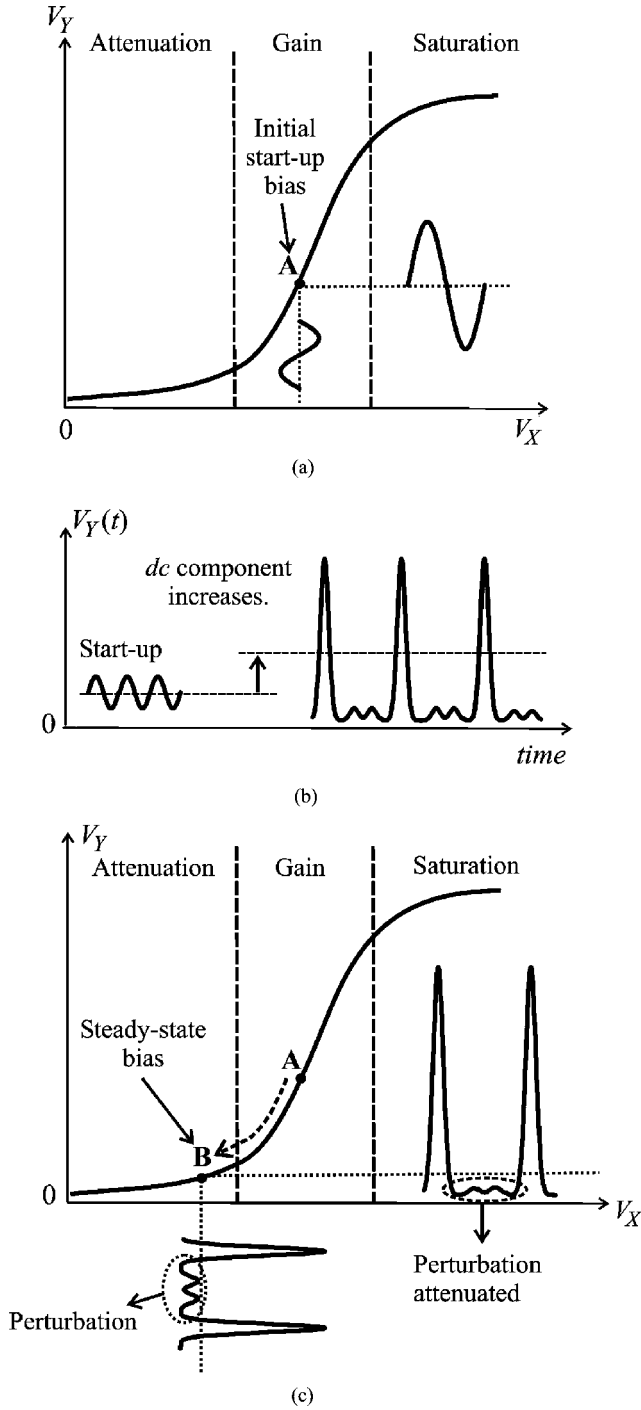 V_Y
Attenuation
Gain
Saturation
Initial
start-up
bias
A
0
V_X
(a)
V_Y(t)
dc component
increases.
Start-up
0
time
(b)
V_Y
Attenuation
Gain
Saturation
Steady-state
bias
A
B
0
V_X
Perturbation
attenuated
Perturbation
(c)